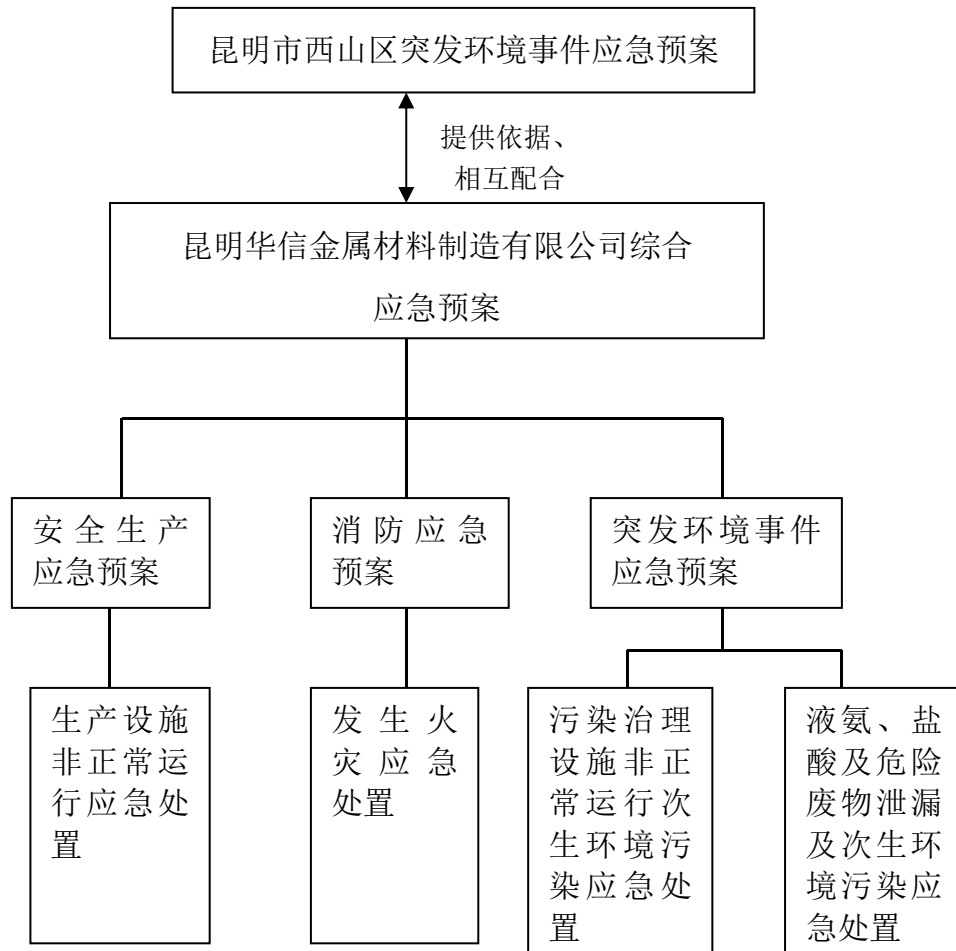 昆明市西山区突发环境事件应急预案
提供依据、
相互配合
昆明华信金属材料制造有限公司综合
应急预案
安全生产
应急预案
消防应急
预案
突发环境事件
应急预案
生产设施
非正常运
行应急处
置
发生火
灾应急
处置
污染治理
设施非正
常运行次
生环境污
染应急处
置
液氨、盐
酸及危险
废物泄漏
及次生环
境污染应
急处置